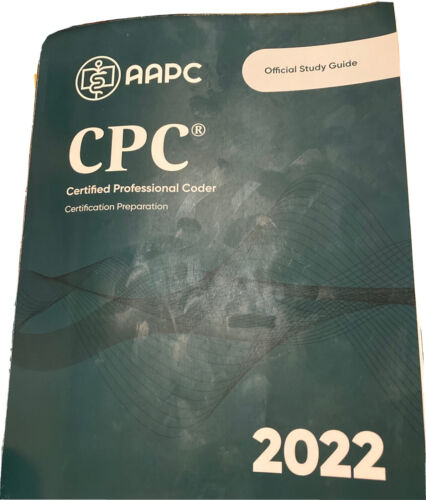 AAPC
Official Study Guide
CPC®
Certified Professional Coder
Certification Preparation
2022